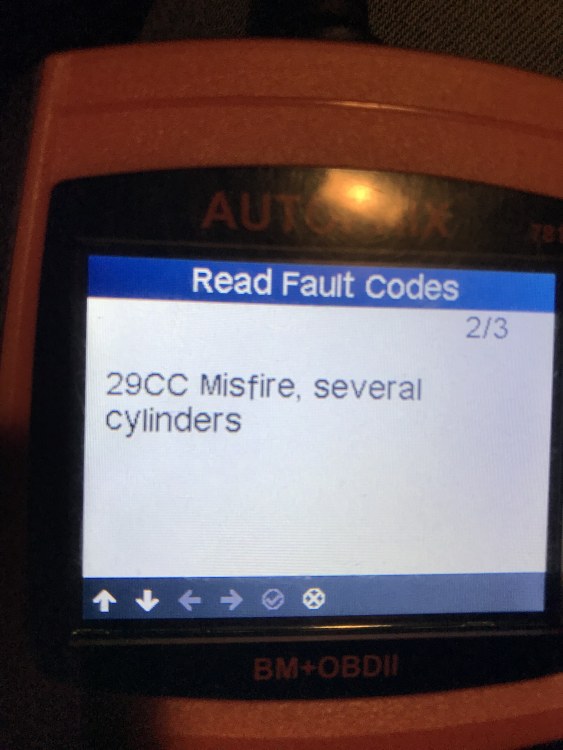 Read Fault Codes
2/3
29CC Misfire, several
cylinders
BM+OBDII